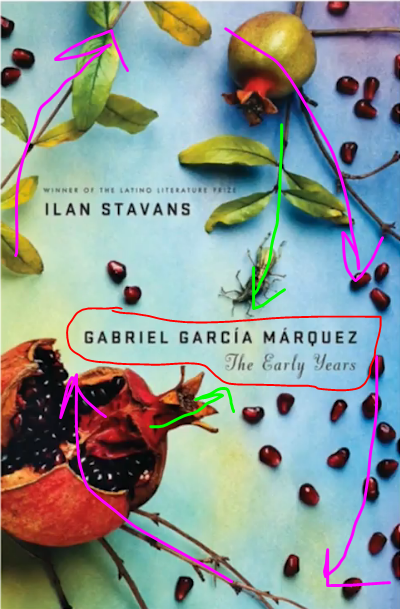 WINNER OF THE LATINO LITERATURE PRIZE
ILAN STAVANS
GABRIEL GARCÍA MÁRQUEZ
The Early Years